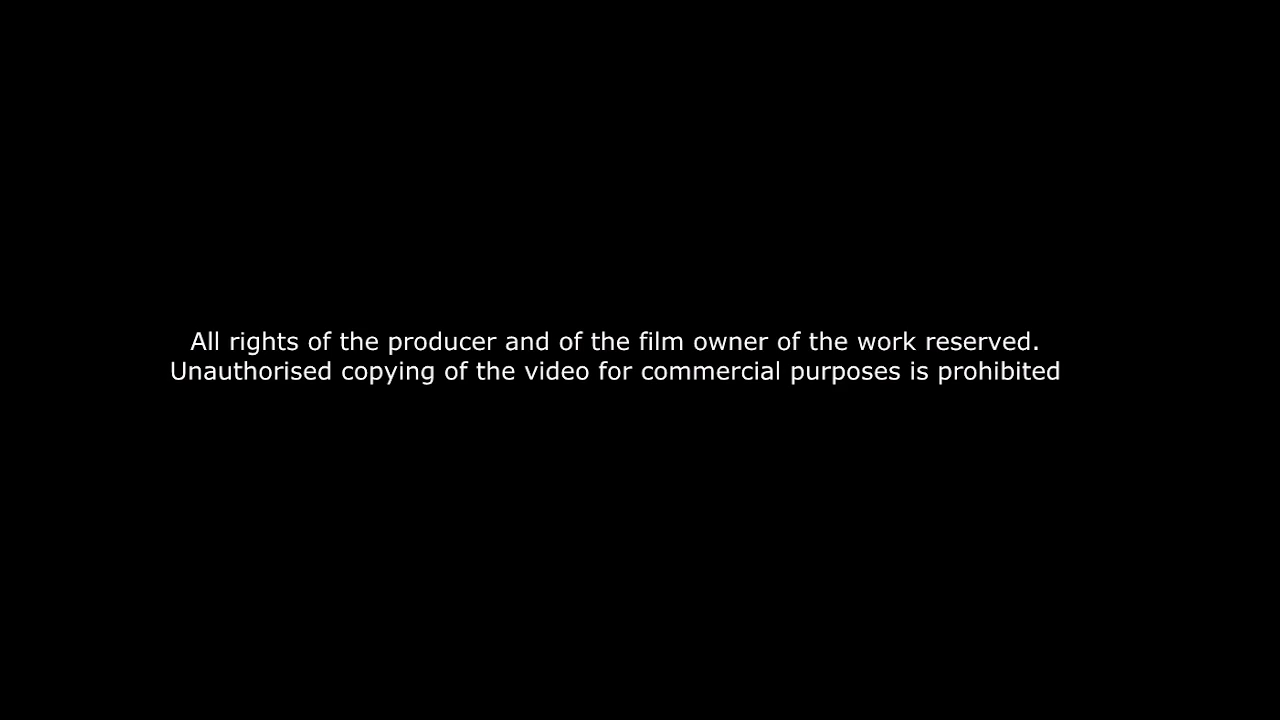 All rights of the producer and of the film owner of the work reserved.
Unauthorised copying of the video for commercial purposes is prohibited